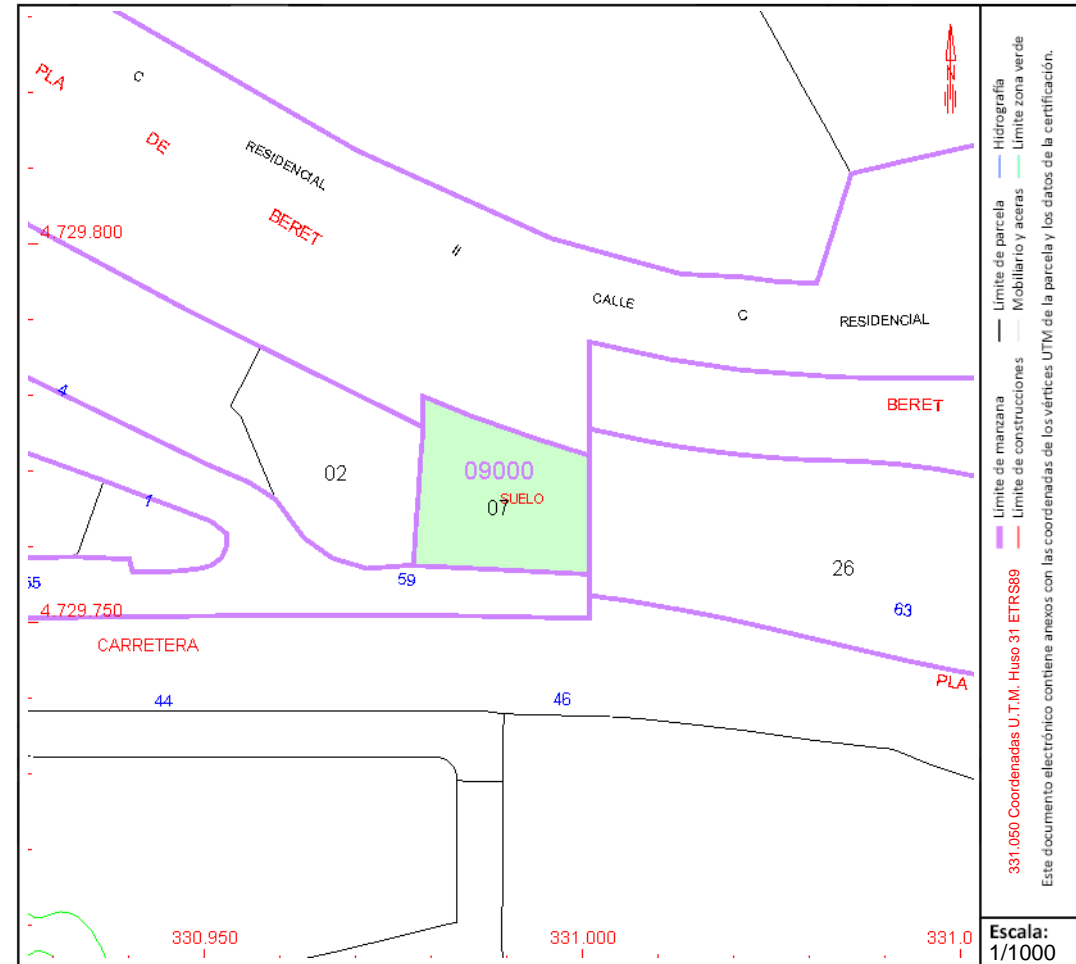 PLA
C
DE
RESIDENCIAL
BERET
4.729.800
II
CALLE
C
RESIDENCIAL
4
BERET
02
09000
SUELO
07
1
26
55
59
63
4.729.750
CARRETERA
PLA
44
46
330.950
331.000
331.0
N
Límite de manzana
Límite de parcela
Hidrografía
Límite de construcciones
Mobiliario y aceras
Límite zona verde
331.050 Coordenadas U.T.M. Huso 31 ETRS89
Este documento electrónico contiene anexos con las coordenadas de los vértices UTM de la parcela y los datos de la certificación.
Escala:
1/1000